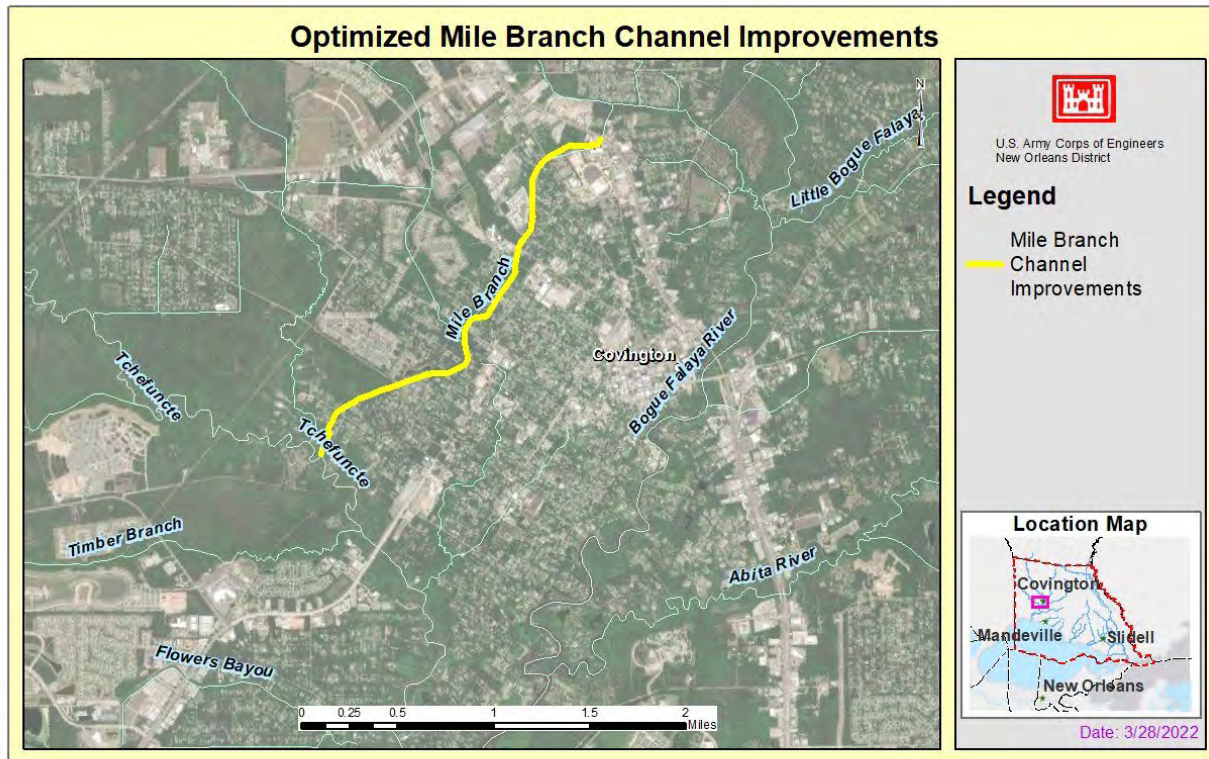 Optimized Mile Branch Channel Improvements
N
Little Bogue Falaya
Mile Branch
Covington
Bogue Falaya River
Tchefuncte
Tchefuncte
Timber Branch
Abita River
Flowers Bayou
0 0.25 0.5 1 1.5 2
Miles
U.S. Army Corps of Engineers
New Orleans District
Legend
Mile Branch
Channel
Improvements
Location Map
Covington
Mandeville
Slidell
New Orleans
Date: 3/28/2022